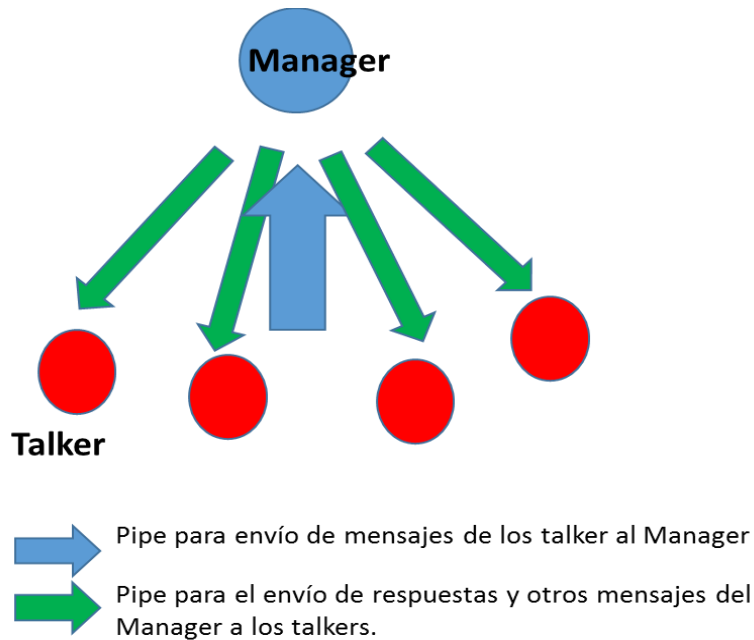 Manager
Talker
Pipe para envío de mensajes de los talker al Manager
Pipe para el envío de respuestas y otros mensajes del
Manager a los talkers.